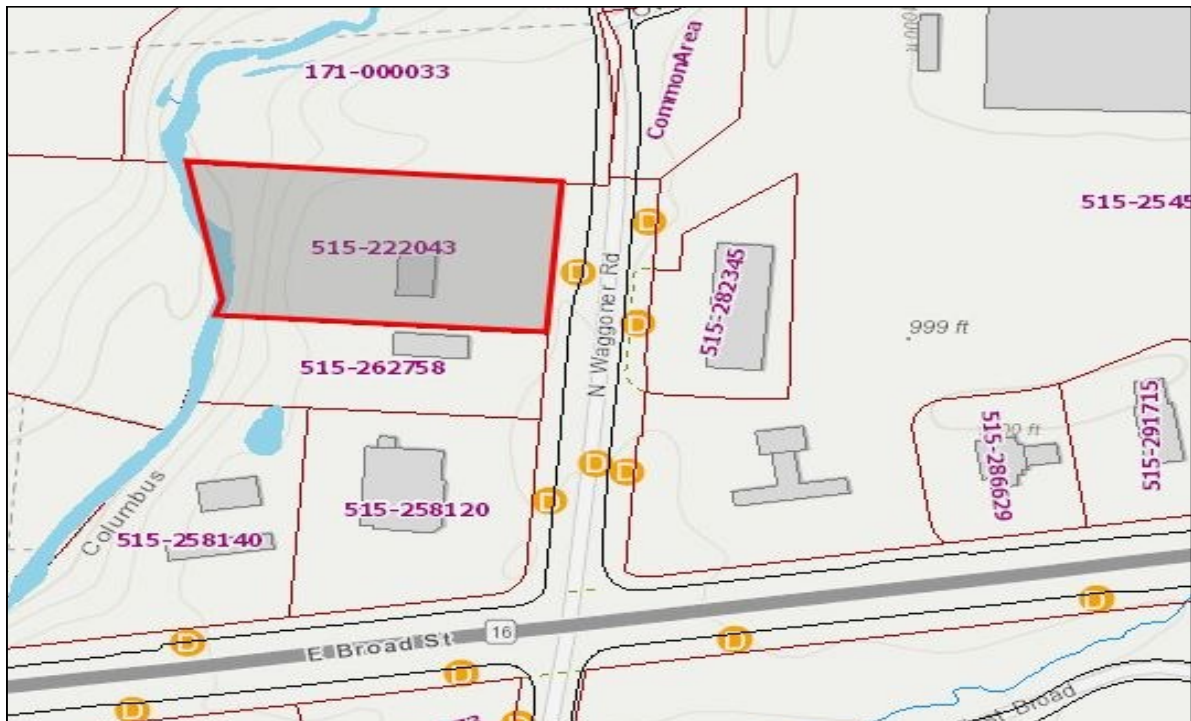 171-000033
CommonArea
515-2545
515-222043
N Waggoner Rd
515-282345
999 ft
515-262758
515-286629
515-291715
515-258120
Columbus
515-258140
E Broad St
16
D
D
D
D
D
D
D
D
D
D
D
D